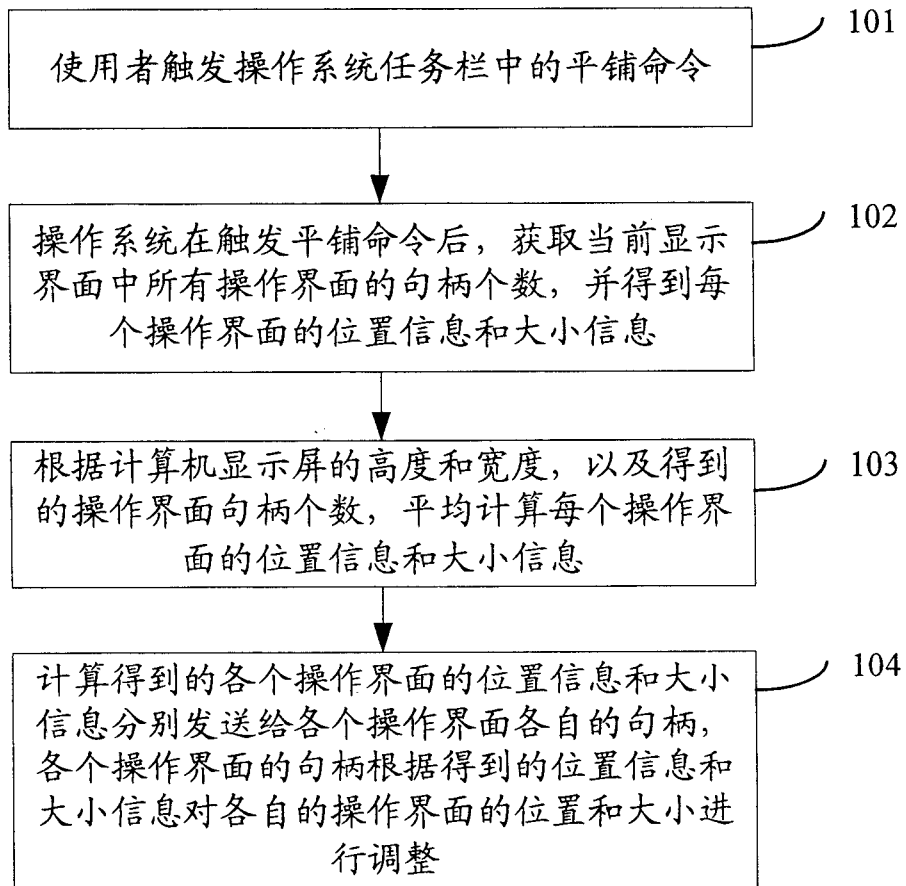 101
使用者触发操作系统任务栏中的平铺命令
102
操作系统在触发平铺命令后，获取当前显示
界面中所有操作界面的句柄个数，并得到每
个操作界面的位置信息和大小信息
103
根据计算机显示屏的高度和宽度，以及得到
的操作界面句柄个数，平均计算每个操作界
面的位置信息和大小信息
104
计算得到的各个操作界面的位置信息和大小
信息分别发送给各个操作界面各自的句柄，
各个操作界面的句柄根据得到的位置信息和
大小信息对各自的操作界面的位置和大小进
行调整